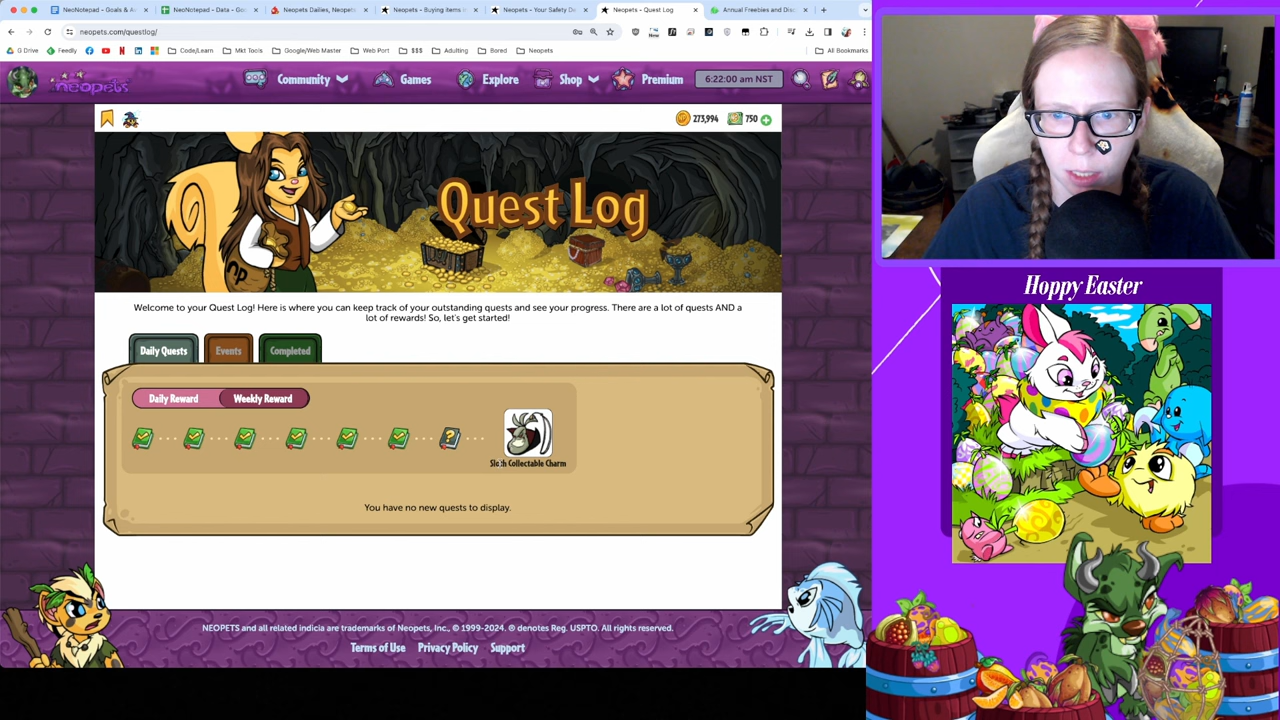 NeoNotepad - Goals & A
NeoNotepad - Data - Goo
Neopets Dailies, Neopets
Neopets - Buying items i
Neopets - Your Safety De
Neopets - Quest Log
Annual Freebies and Dis
neopets.com/questlog/
G Drive
Feedly
Code/Learn
Mkt Tools
Google/Web Master
Web Port
$$$
Adulting
Bored
Neopets
All Bookmarks
neopets
Community
Games
Explore
Shop
Premium
6:22:00 am NST
273,994
750
Quest Log
NP
Welcome to your Quest Log! Here is where you can keep track of your outstanding quests and see your progress. There are a lot of quests AND a
lot of rewards! So, let's get started!
Daily Quests
Events
Completed
Daily Reward
Weekly Reward
?
Sloth Collectable Charm
You have no new quests to display.
NEOPETS and all related indicia are trademarks of Neopets, Inc., © 1999-2024. ® denotes Reg. USPTO. All rights reserved.
Terms of Use
Privacy Policy
Support
Hoppy Easter